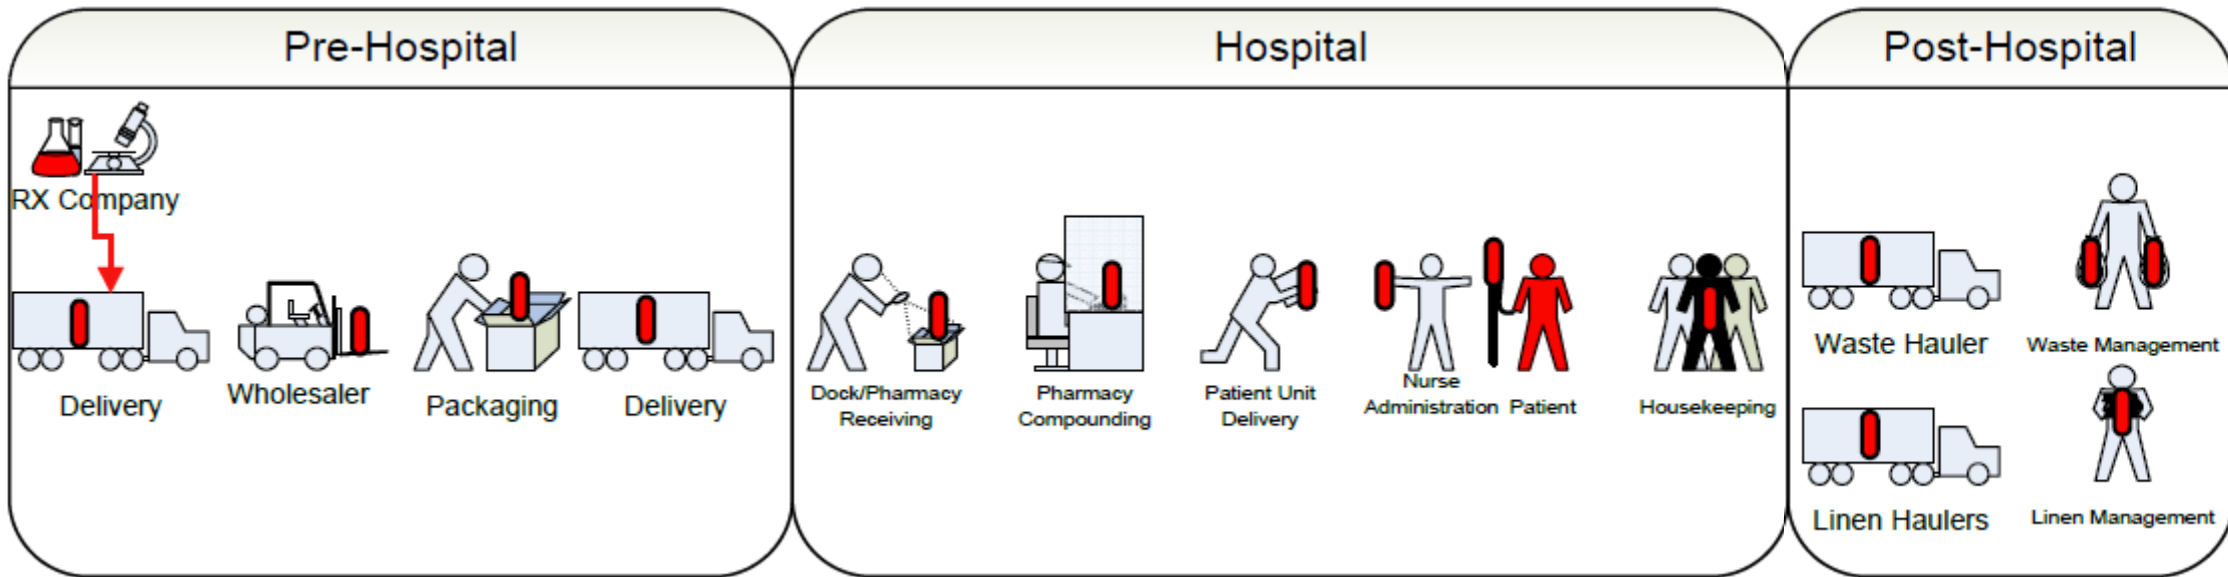 Pre-Hospital
Hospital
Post-Hospital
RX Company
Delivery
Wholesaler
Packaging
Delivery
Dock/Pharmacy
Receiving
Pharmacy
Compounding
Patient Unit
Delivery
Nurse
Administration
Patient
Housekeeping
Waste Hauler
Waste Management
Linen Haulers
Linen Management